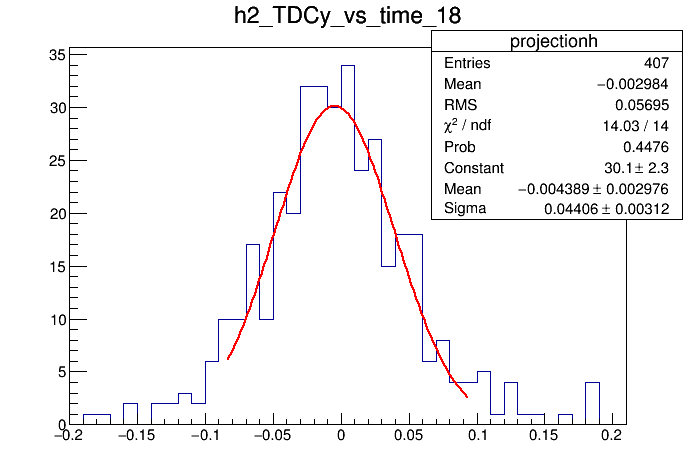 h2_TDCy_vs_time_18
projectionh
Entries 407
Mean −0.002984
RMS 0.05695
χ² / ndf 14.03 / 14
Prob 0.4476
Constant 30.1 ± 2.3
Mean −0.004389 ± 0.002976
Sigma 0.04406 ± 0.00312
35
30
25
20
15
10
5
0
−0.2 −0.15 −0.1 −0.05 0 0.05 0.1 0.15 0.2